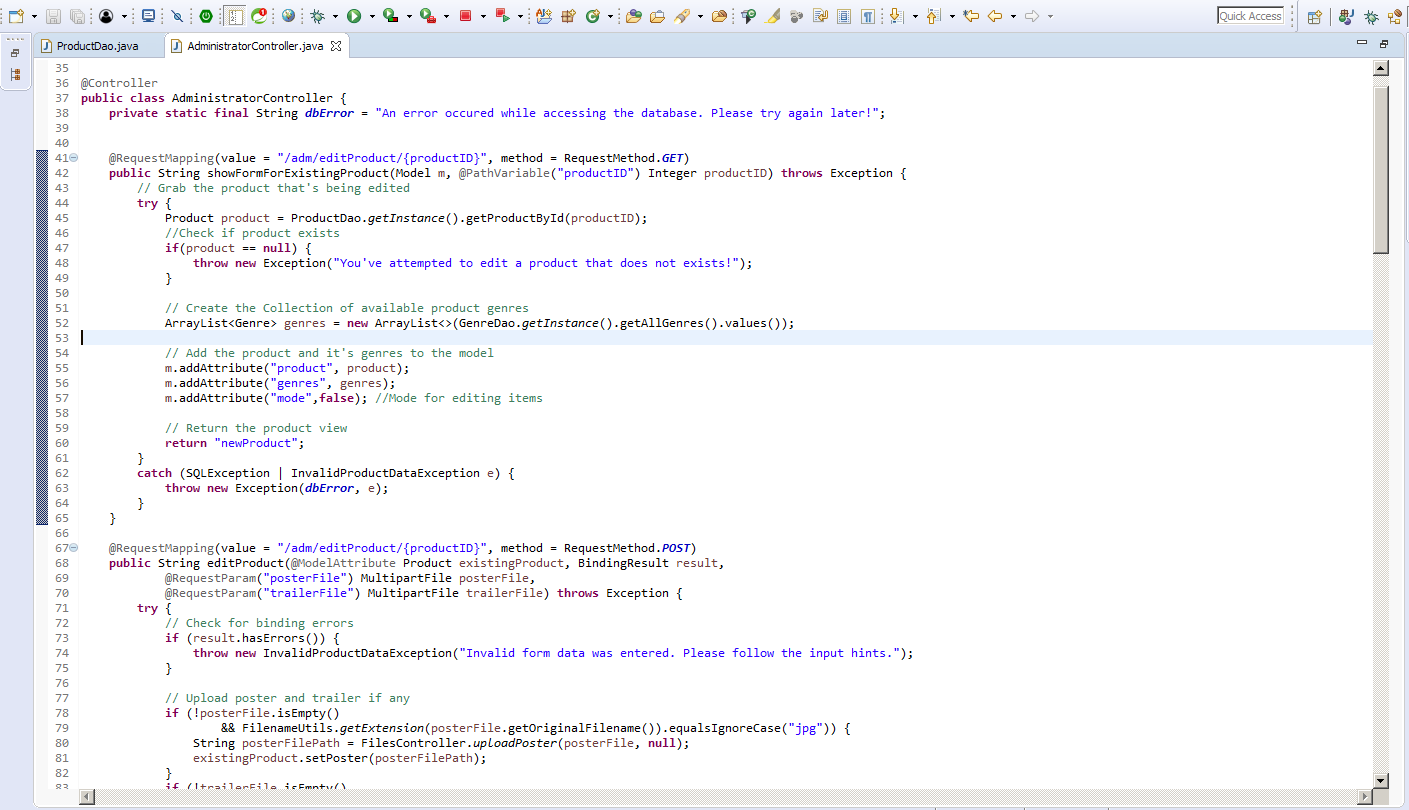 Quick Access
ProductDao.java
AdministratorController.java
35
36 @Controller
37 public class AdministratorController {
38 private static final String dbError = "An error occured while accessing the database. Please try again later!";
39
40
41 @RequestMapping(value = "/adm/editProduct/{productID}", method = RequestMethod.GET)
42 public String showFormForExistingProduct(Model m, @PathVariable("productID") Integer productID) throws Exception {
43 // Grab the product that's being edited
44 try {
45 Product product = ProductDao.getInstance().getProductById(productID);
46 //Check if product exists
47 if(product == null) {
48 throw new Exception("You've attempted to edit a product that does not exists!");
49 }
50
51 // Create the Collection of available product genres
52 ArrayList<Genre> genres = new ArrayList<>(GenreDao.getInstance().getAllGenres().values());
53
54 // Add the product and it's genres to the model
55 m.addAttribute("product", product);
56 m.addAttribute("genres", genres);
57 m.addAttribute("mode",false); //Mode for editing items
58
59 // Return the product view
60 return "newProduct";
61 }
62 catch (SQLException | InvalidProductDataException e) {
63 throw new Exception(dbError, e);
64 }
65 }
66
67 @RequestMapping(value = "/adm/editProduct/{productID}", method = RequestMethod.POST)
68 public String editProduct(@ModelAttribute Product existingProduct, BindingResult result,
69 @RequestParam("posterFile") MultipartFile posterFile,
70 @RequestParam("trailerFile") MultipartFile trailerFile) throws Exception {
71 try {
72 // Check for binding errors
73 if (result.hasErrors()) {
74 throw new InvalidProductDataException("Invalid form data was entered. Please follow the input hints.");
75 }
76
77 // Upload poster and trailer if any
78 if (!posterFile.isEmpty()
79 && FilenameUtils.getExtension(posterFile.getOriginalFilename()).equalsIgnoreCase("jpg")) {
80 String posterFilePath = FilesController.uploadPoster(posterFile, null);
81 existingProduct.setPoster(posterFilePath);
82 }
83 if (!trailerFile.isEmpty()